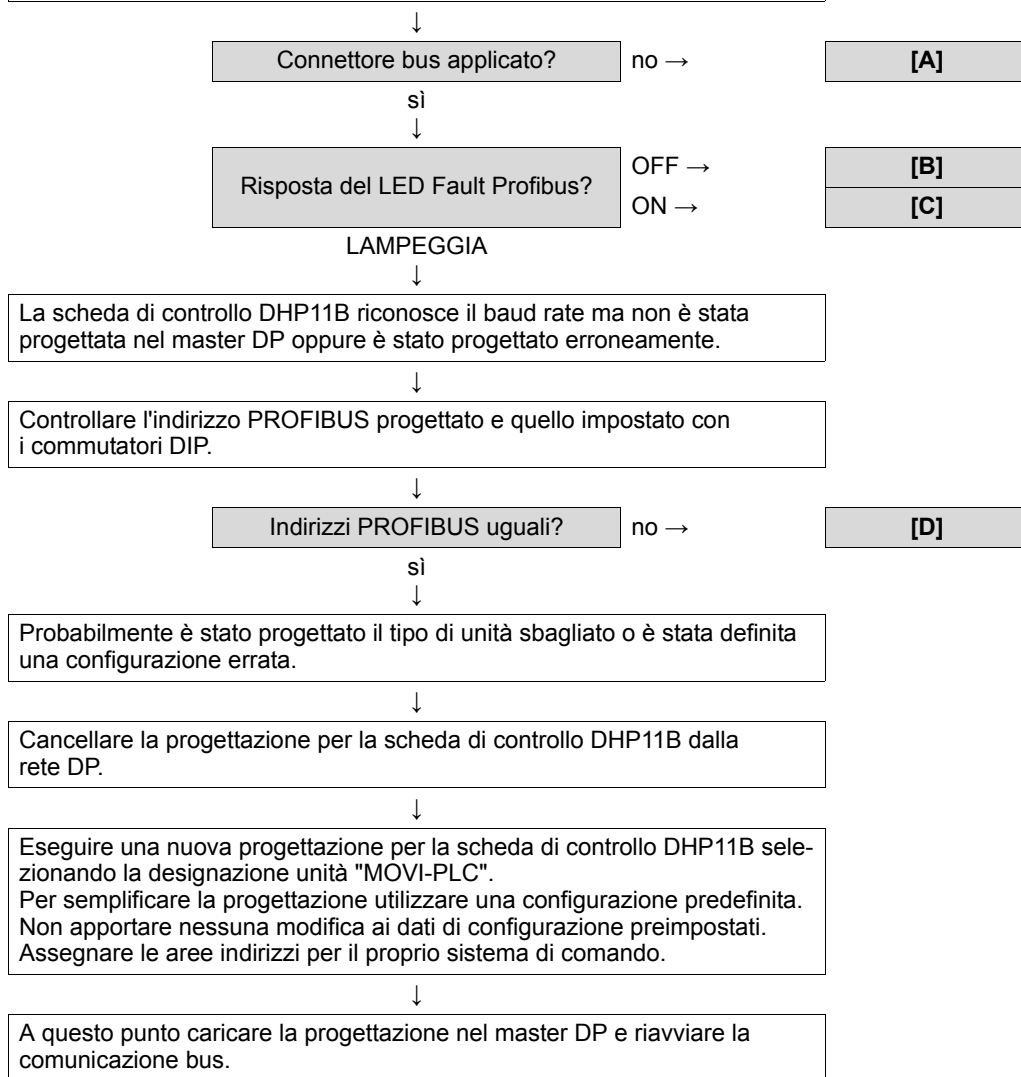 ↓
Connettore bus applicato? no → [A]
sì
↓
Risposta del LED Fault Profibus? OFF → [B]
ON → [C]
LAMPEGGIA
↓
La scheda di controllo DHP11B riconosce il baud rate ma non è stata
progettata nel master DP oppure è stato progettato erroneamente.
↓
Controllare l'indirizzo PROFIBUS progettato e quello impostato con
i commutatori DIP.
↓
Indirizzi PROFIBUS uguali? no → [D]
sì
↓
Probabilmente è stato progettato il tipo di unità sbagliato o è stata definita
una configurazione errata.
↓
Cancellare la progettazione per la scheda di controllo DHP11B dalla
rete DP.
↓
Eseguire una nuova progettazione per la scheda di controllo DHP11B sele-
zionando la designazione unità "MOVI-PLC".
Per semplificare la progettazione utilizzare una configurazione predefinita.
Non apportare nessuna modifica ai dati di configurazione preimpostati.
Assegnare le aree indirizzi per il proprio sistema di comando.
↓
A questo punto caricare la progettazione nel master DP e riavviare la
comunicazione bus.